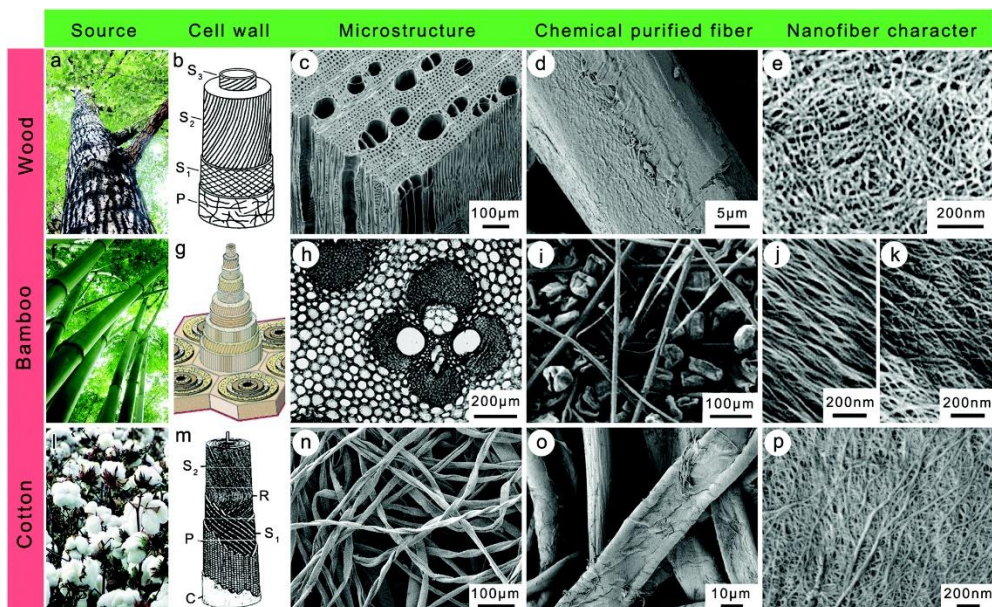 Source Cell wall Microstructure Chemical purified fiber Nanofiber character
Wood
a b c d e
S3
S2
S1
P
100μm 5μm 200nm
Bamboo
f g h i j k
200μm 100μm 200nm 200nm
Cotton
l m n o p
S2
R
P S1
C
100μm 10μm 200nm